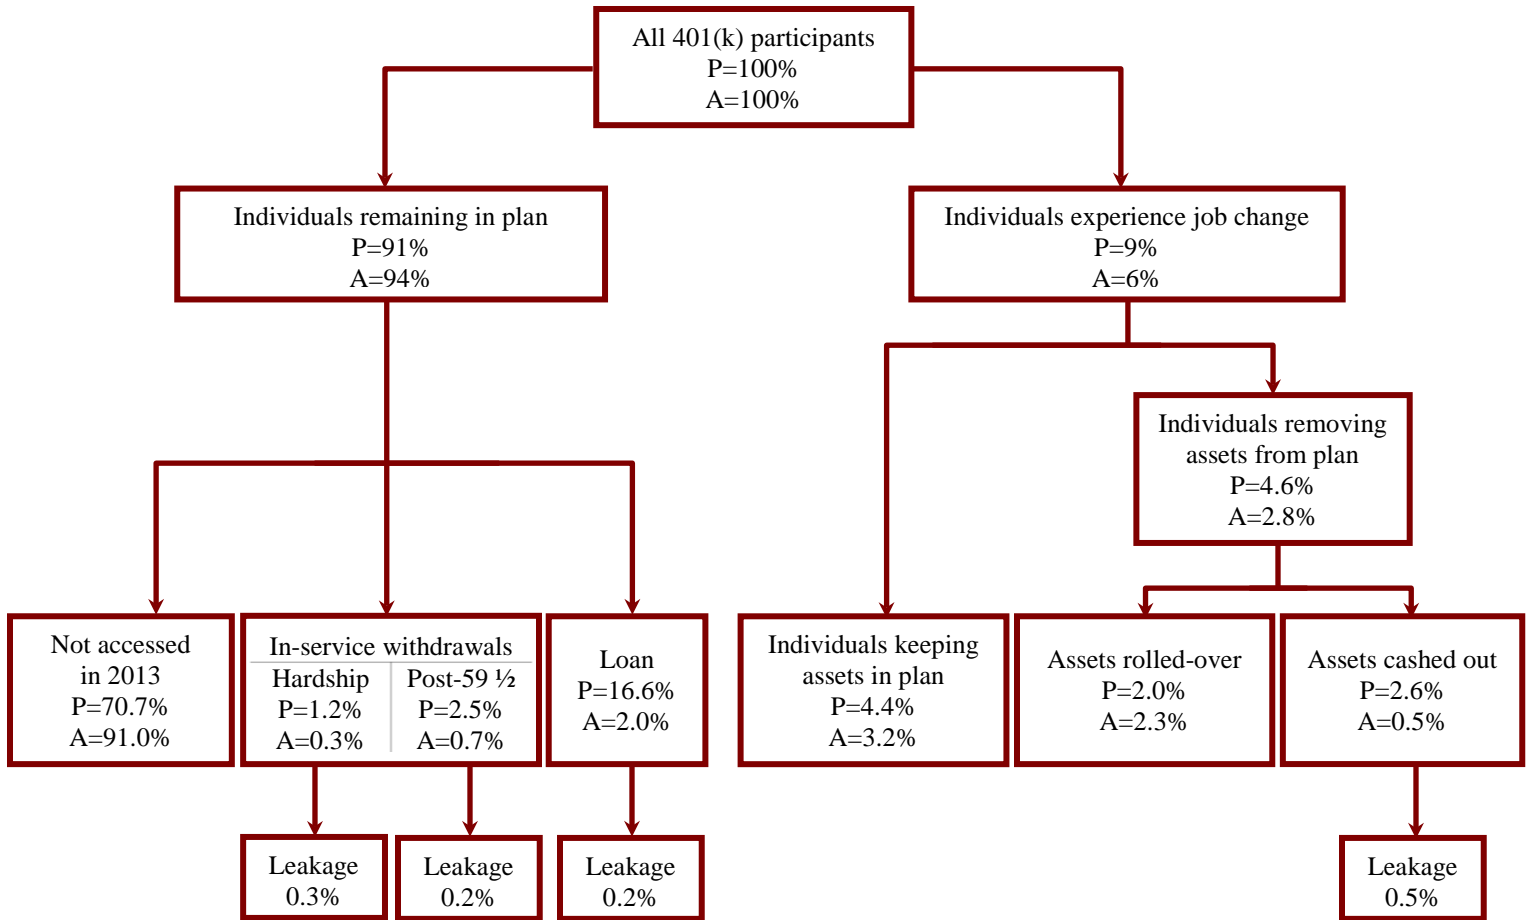 All 401(k) participants
P=100%
A=100%
Individuals remaining in plan
P=91%
A=94%
Individuals experience job change
P=9%
A=6%
Individuals removing
assets from plan
P=4.6%
A=2.8%
Not accessed
in 2013
P=70.7%
A=91.0%
In-service withdrawals
Hardship
P=1.2%
A=0.3%
Post-59 ½
P=2.5%
A=0.7%
Loan
P=16.6%
A=2.0%
Individuals keeping
assets in plan
P=4.4%
A=3.2%
Assets rolled-over
P=2.0%
A=2.3%
Assets cashed out
P=2.6%
A=0.5%
Leakage
0.3%
Leakage
0.2%
Leakage
0.2%
Leakage
0.5%